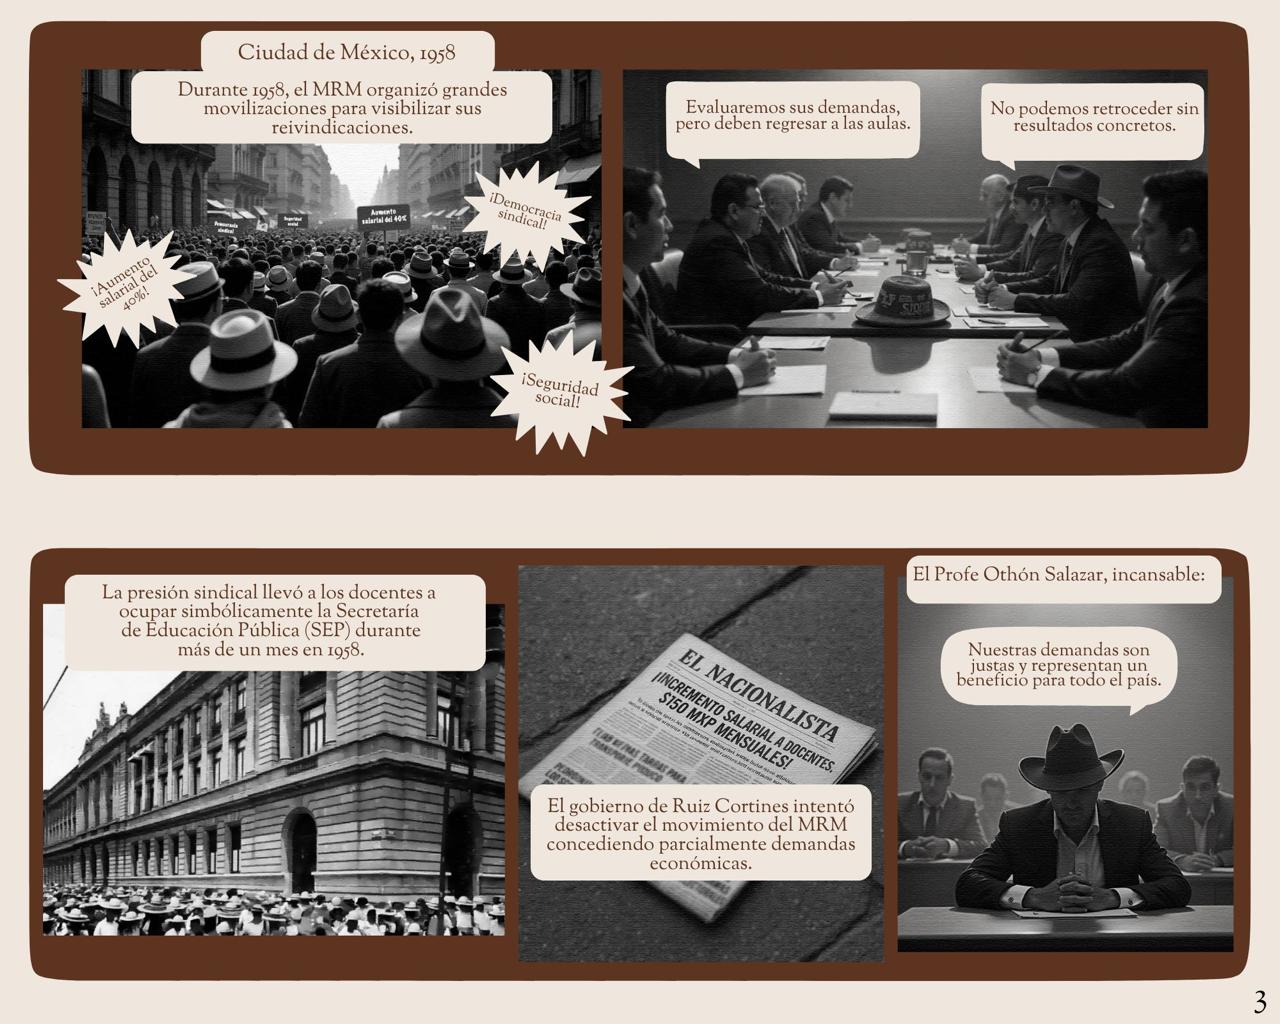 Ciudad de México, 1958
Durante 1958, el MRM organizó grandes
movilizaciones para visibilizar sus
reivindicaciones.
¡Democracia
sindical!
Aumento
salarial del 40%
Seguridad
social
Democracia
sindical
¡Aumento
salarial del
40%!
¡Seguridad
social!
Evaluaremos sus demandas,
pero deben regresar a las aulas.
No podemos retroceder sin
resultados concretos.
La presión sindical llevó a los docentes a
ocupar simbólicamente la Secretaría
de Educación Pública (SEP) durante
más de un mes en 1958.
EL NACIONALISTA
¡INCREMENTO SALARIAL A DOCENTES,
$150 MXP MENSUALES!
El gobierno de Ruiz Cortines intentó
desactivar el movimiento del MRM
concediendo parcialmente demandas
económicas.
El Profe Othón Salazar, incansable:
Nuestras demandas son
justas y representan un
beneficio para todo el país.
3